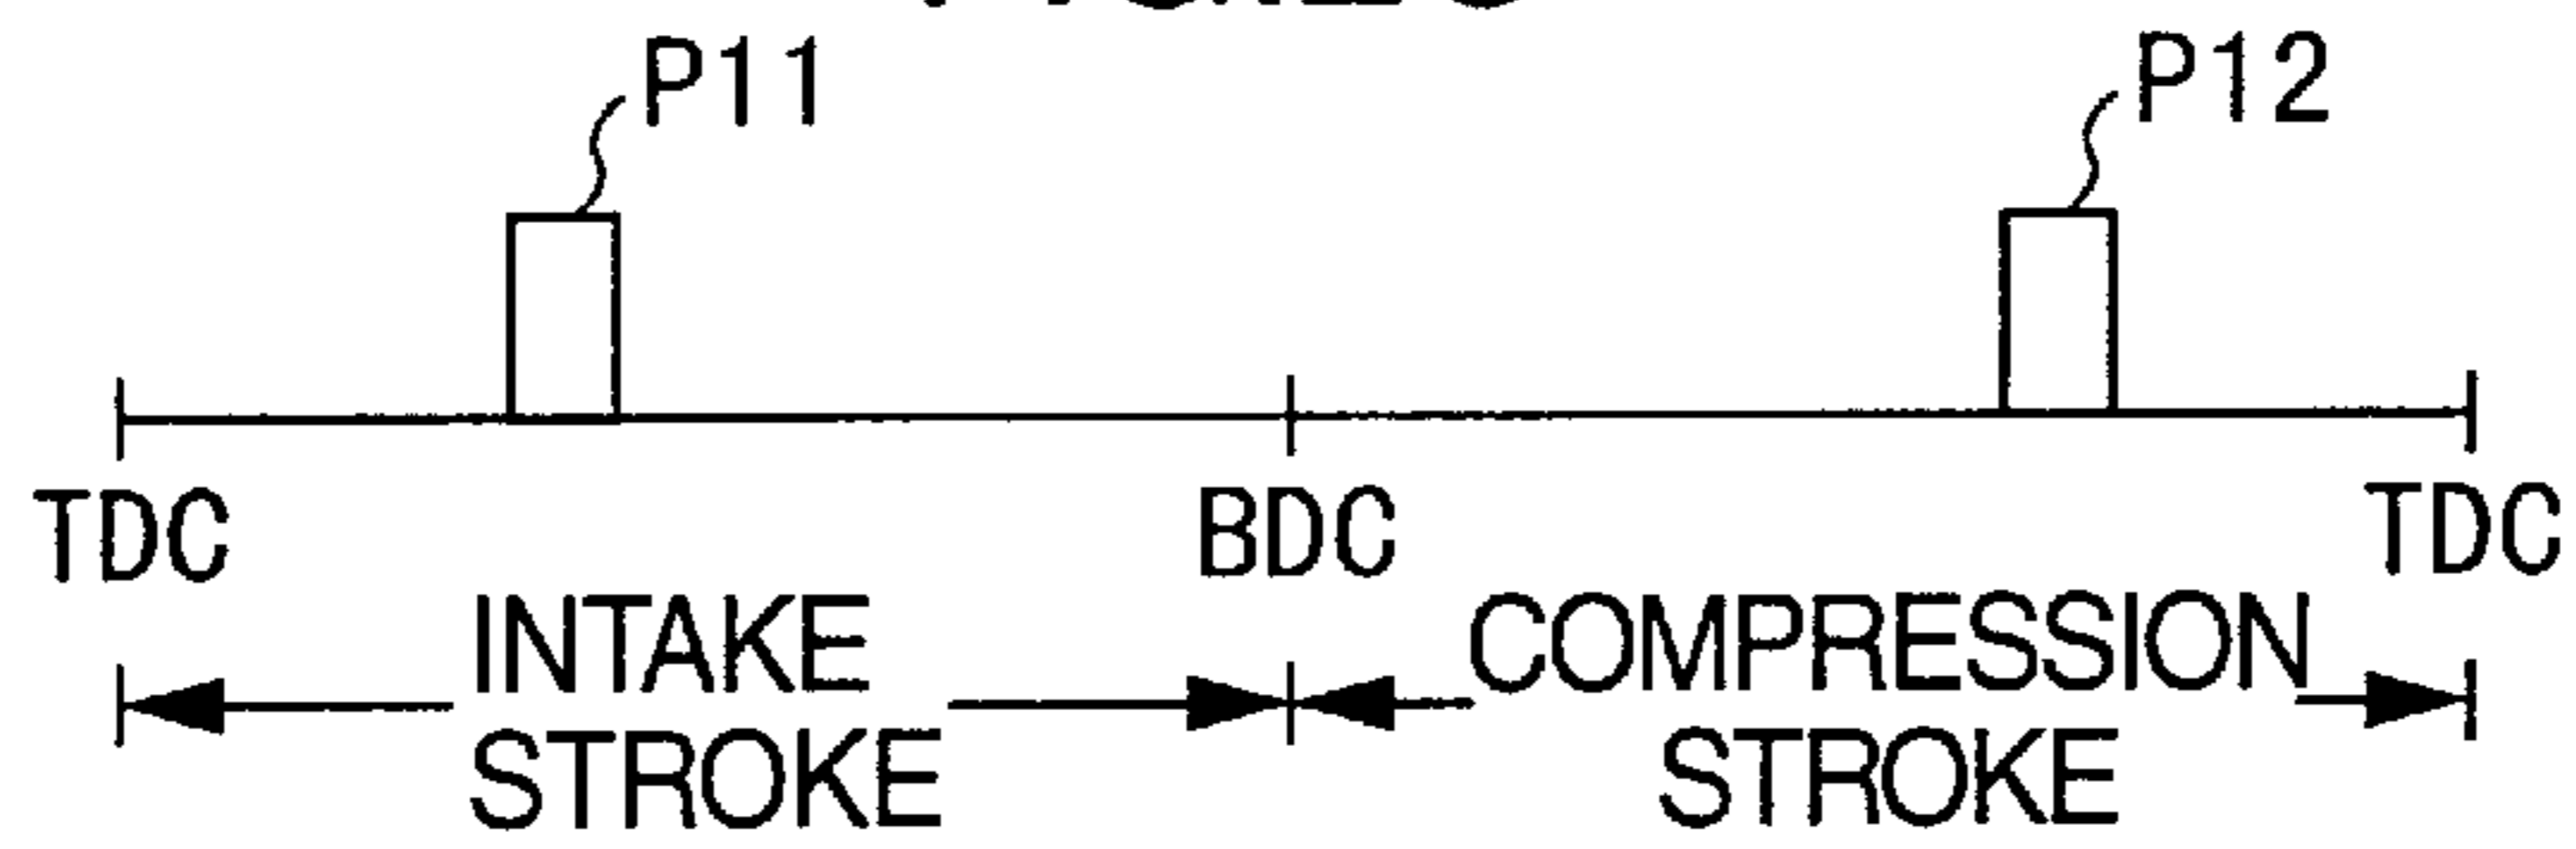 P11
P12
TDC
BDC
TDC
INTAKE
STROKE
COMPRESSION
STROKE